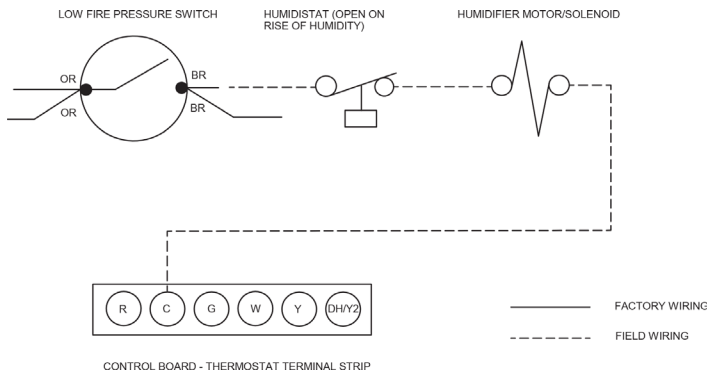 LOW FIRE PRESSURE SWITCH
HUMIDISTAT (OPEN ON
RISE OF HUMIDITY)
HUMIDIFIER MOTOR/SOLENOID
OR
BR
OR
BR
R
C
G
W
Y
DH/Y2
FACTORY WIRING
FIELD WIRING
CONTROL BOARD - THERMOSTAT TERMINAL STRIP